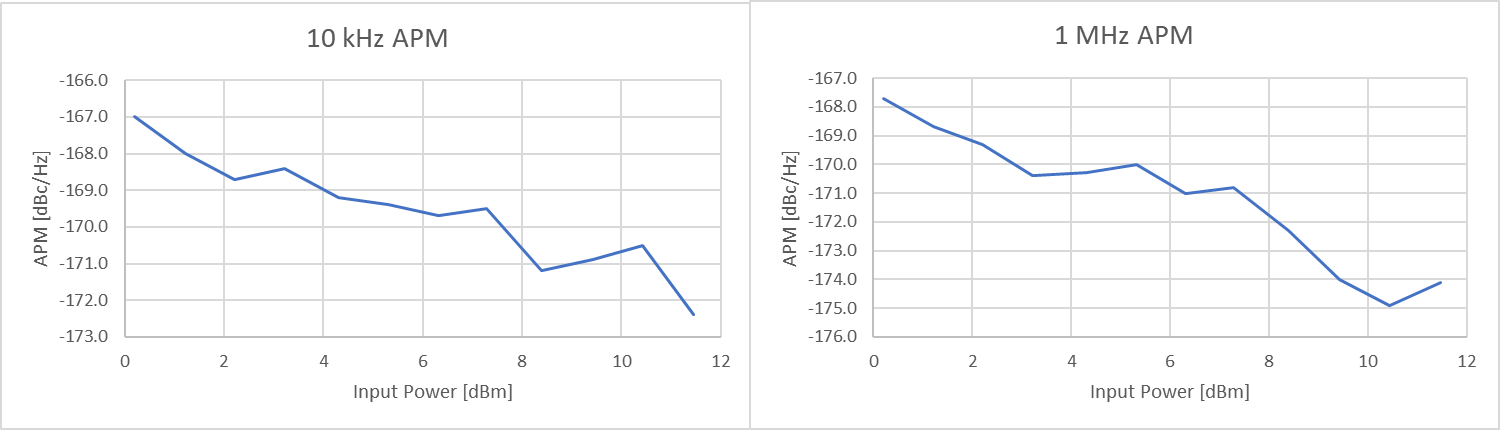 10 kHz APM
-166.0
-167.0
-168.0
-169.0
-170.0
-171.0
-172.0
-173.0
APM [dBc/Hz]
0 2 4 6 8 10 12
Input Power [dBm]
1 MHz APM
-167.0
-168.0
-169.0
-170.0
-171.0
-172.0
-173.0
-174.0
-175.0
-176.0
APM [dBc/Hz]
0 2 4 6 8 10 12
Input Power [dBm]